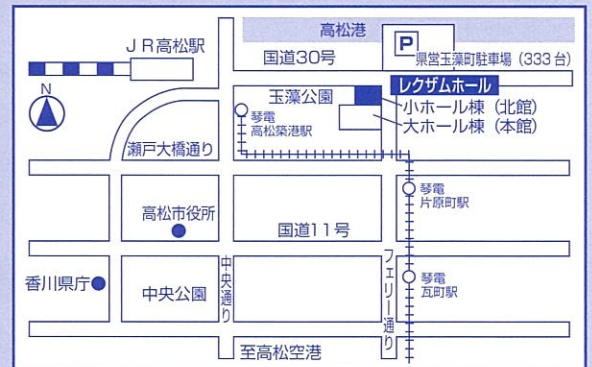 高松港
JR高松駅
国道30号
P
県営玉藻町駐車場（333台）
N
玉藻公園
レクザムホール
小ホール棟（北館）
大ホール棟（本館）
琴電
高松築港駅
瀬戸大橋通り
琴電
片原町駅
高松市役所
国道11号
香川県庁
中央公園
中央通り
フェリー通り
琴電
瓦町駅
至高松空港